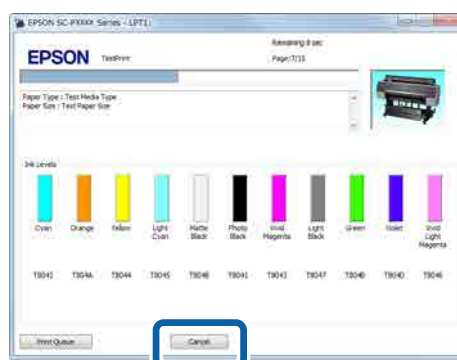 EPSON SC-PXXXX Series - LPT1:
EPSON
TestPrint
Remaining 8 sec
Page:7/15
Paper Type : Test Media Type
Paper Size : Test Paper Size
Ink Levels
Cyan Orange Yellow Light Cyan Matte Black Photo Black Vivid Magenta Light Black Green Violet Vivid Light Magenta
T8042 T804A T8044 T8045 T8048 T8041 T8043 T8047 T804B T804D T8046
Print Queue
Cancel